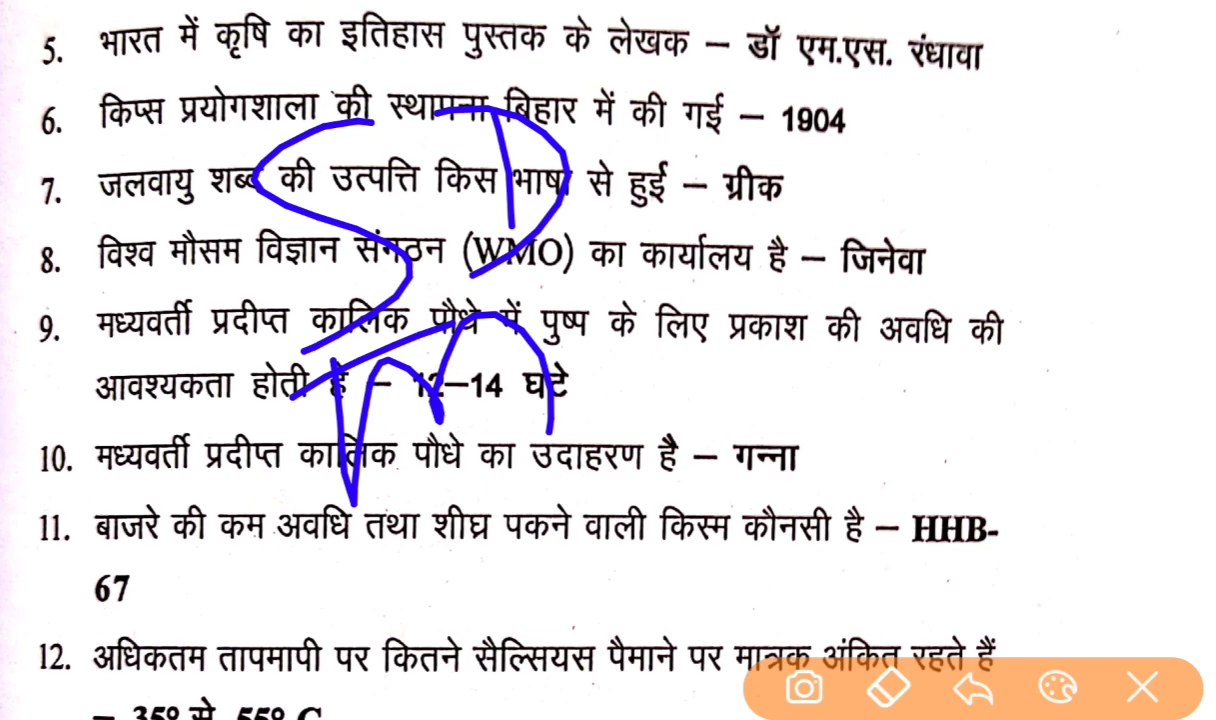 5. भारत में कृषि का इतिहास पुस्तक के लेखक – डॉ एम.एस. रंधावा
6. किप्स प्रयोगशाला की स्थापना बिहार में की गई – 1904
7. जलवायु शब्द की उत्पत्ति किस भाषा से हुई – ग्रीक
8. विश्व मौसम विज्ञान संगठन (WMO) का कार्यालय है – जिनेवा
9. मध्यवर्ती प्रदीप्त कालिक पौधे में पुष्प के लिए प्रकाश की अवधि की
आवश्यकता होती है – 12–14 घटे
10. मध्यवर्ती प्रदीप्त कालिक पौधे का उदाहरण है – गन्ना
11. बाजरे की कम अवधि तथा शीघ्र पकने वाली किस्म कौनसी है – HHB-
67
12. अधिकतम तापमापी पर कितने सैल्सियस पैमाने पर मात्रक अंकित रहते हैं
– 35º से 55º C